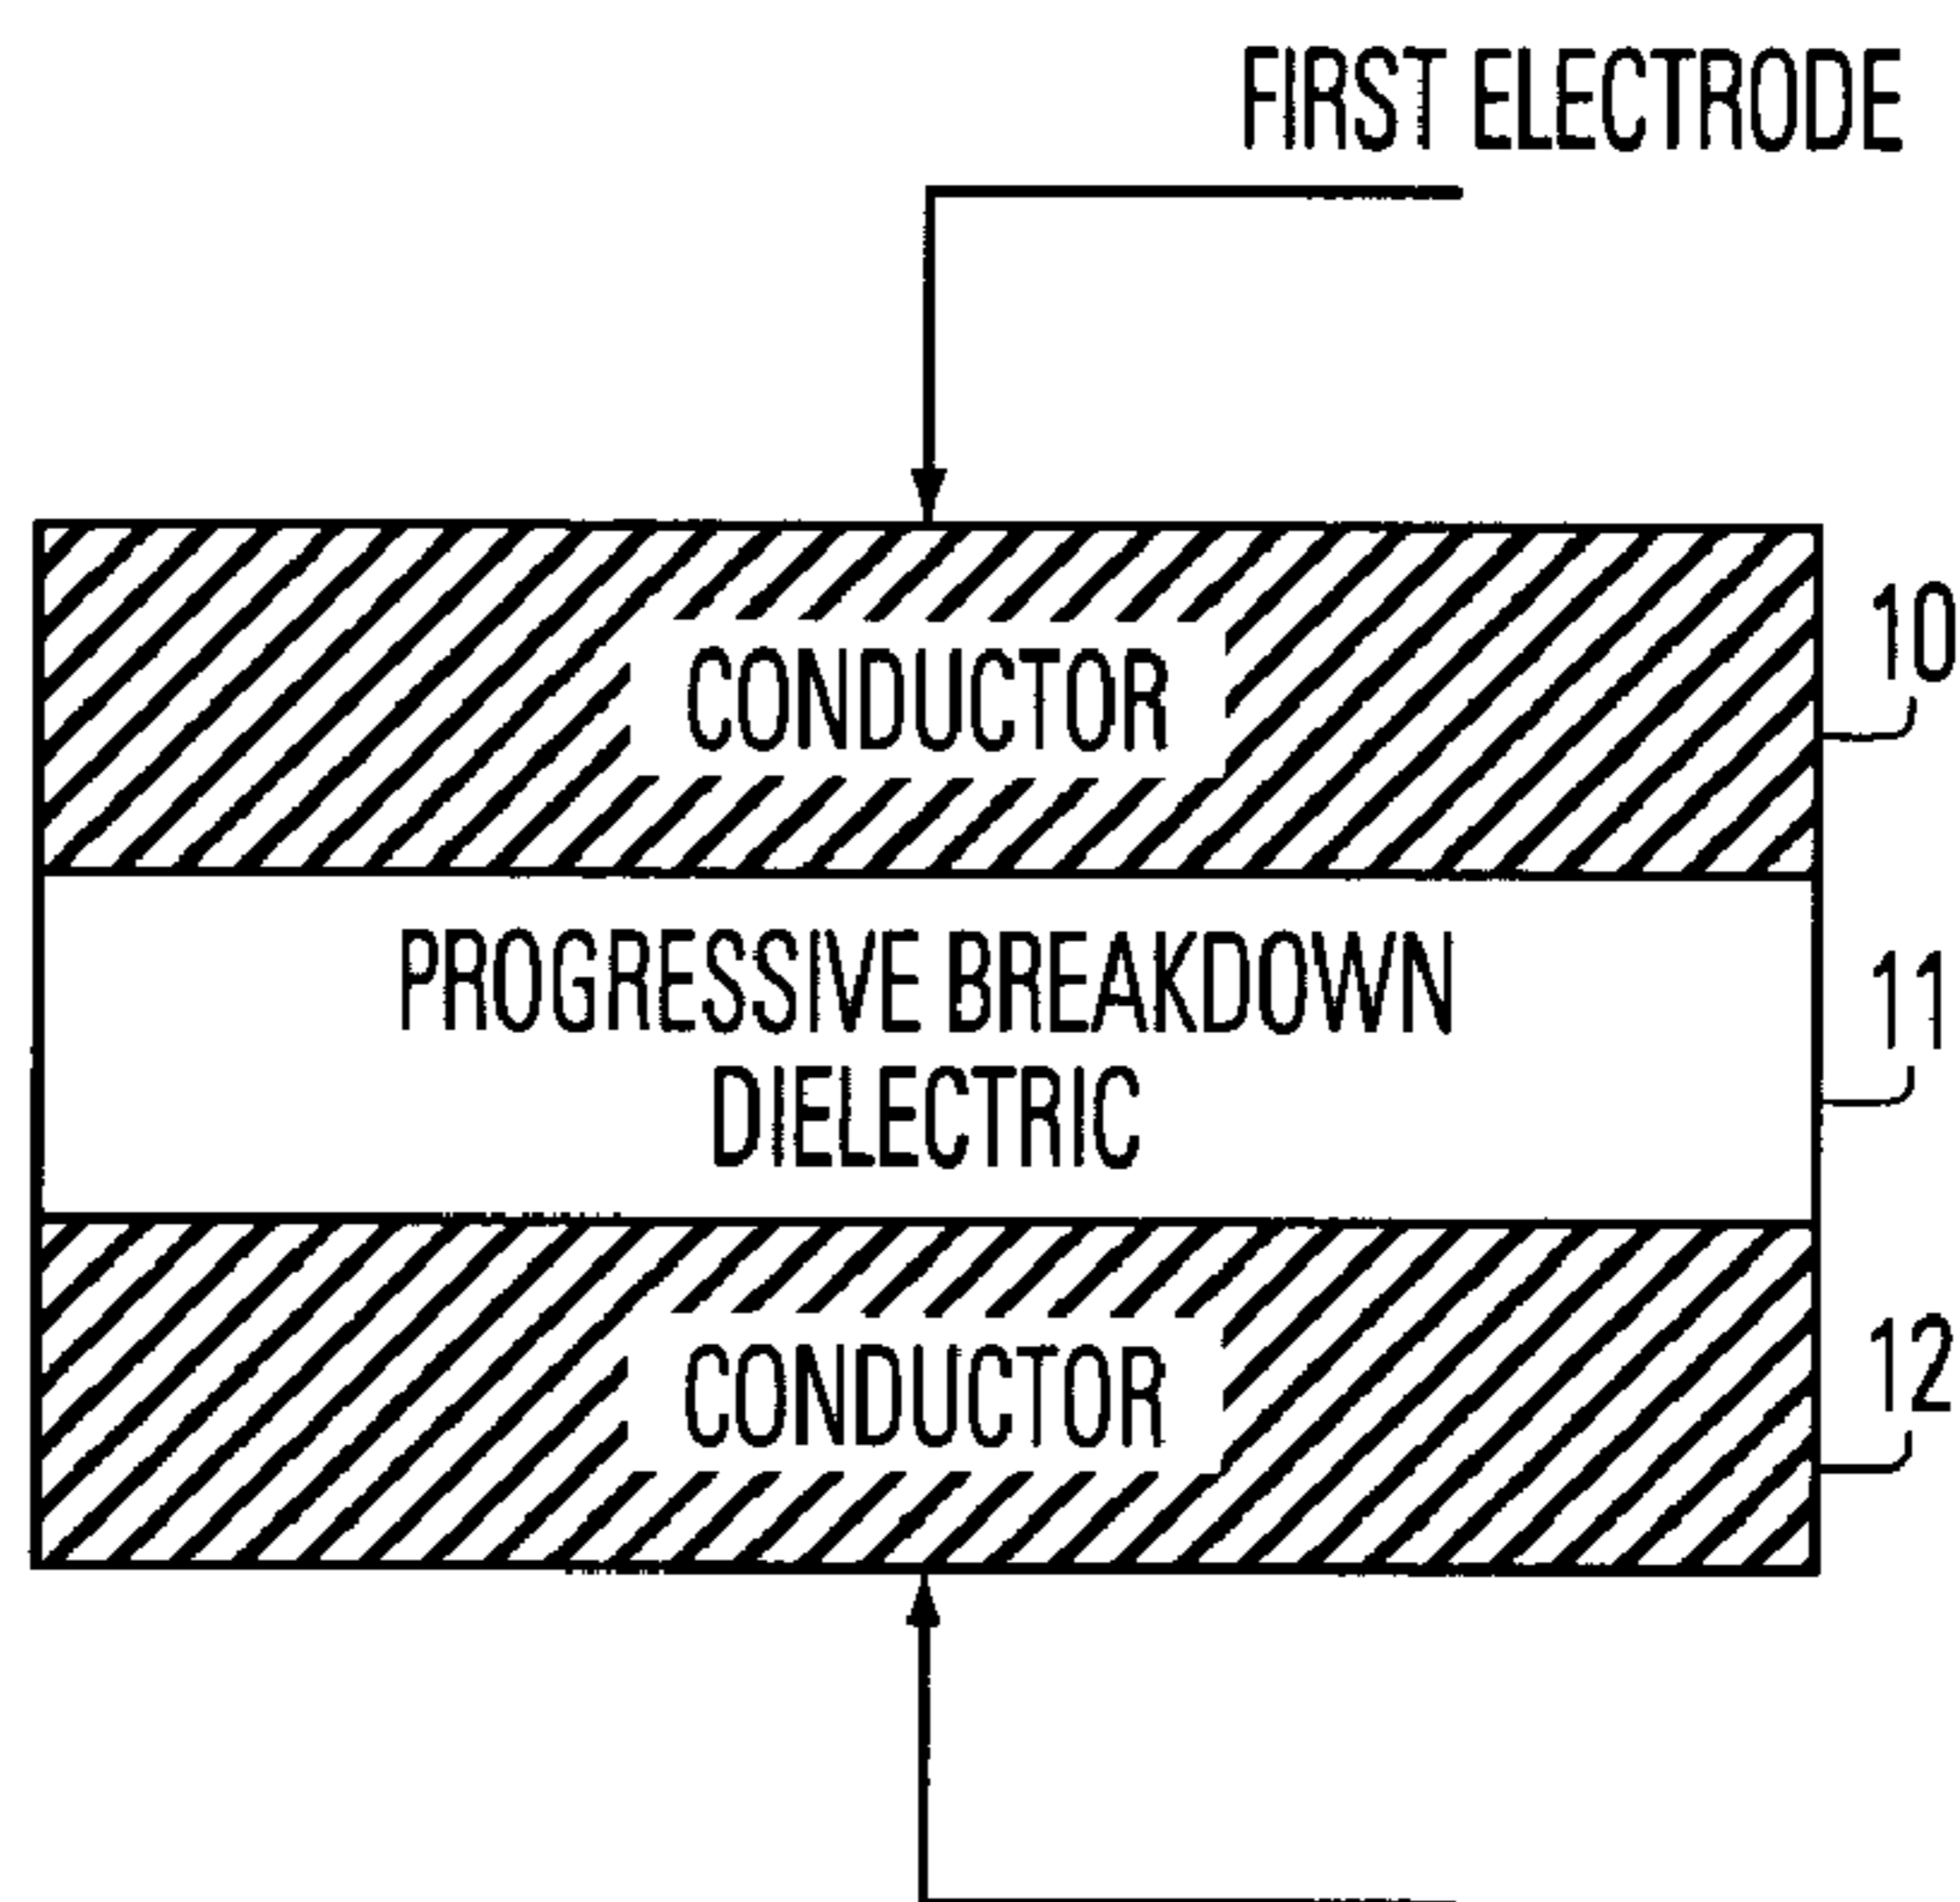 FIRST ELECTRODE
CONDUCTOR
10
PROGRESSIVE BREAKDOWN
DIELECTRIC
11
CONDUCTOR
12